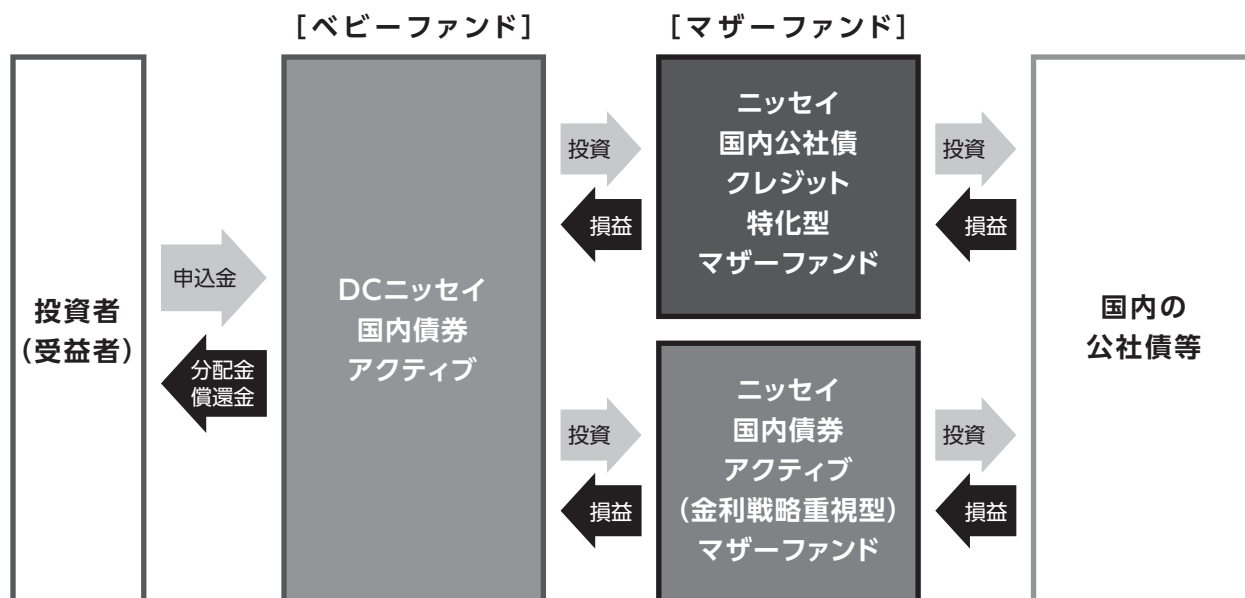 ［ベビーファンド］
［マザーファンド］
投資者
（受益者）
申込金
分配金
償還金
DCニッセイ
国内債券
アクティブ
投資
損益
投資
損益
ニッセイ
国内公社債
クレジット
特化型
マザーファンド
ニッセイ
国内債券
アクティブ
（金利戦略重視型）
マザーファンド
投資
損益
投資
損益
国内の
公社債等